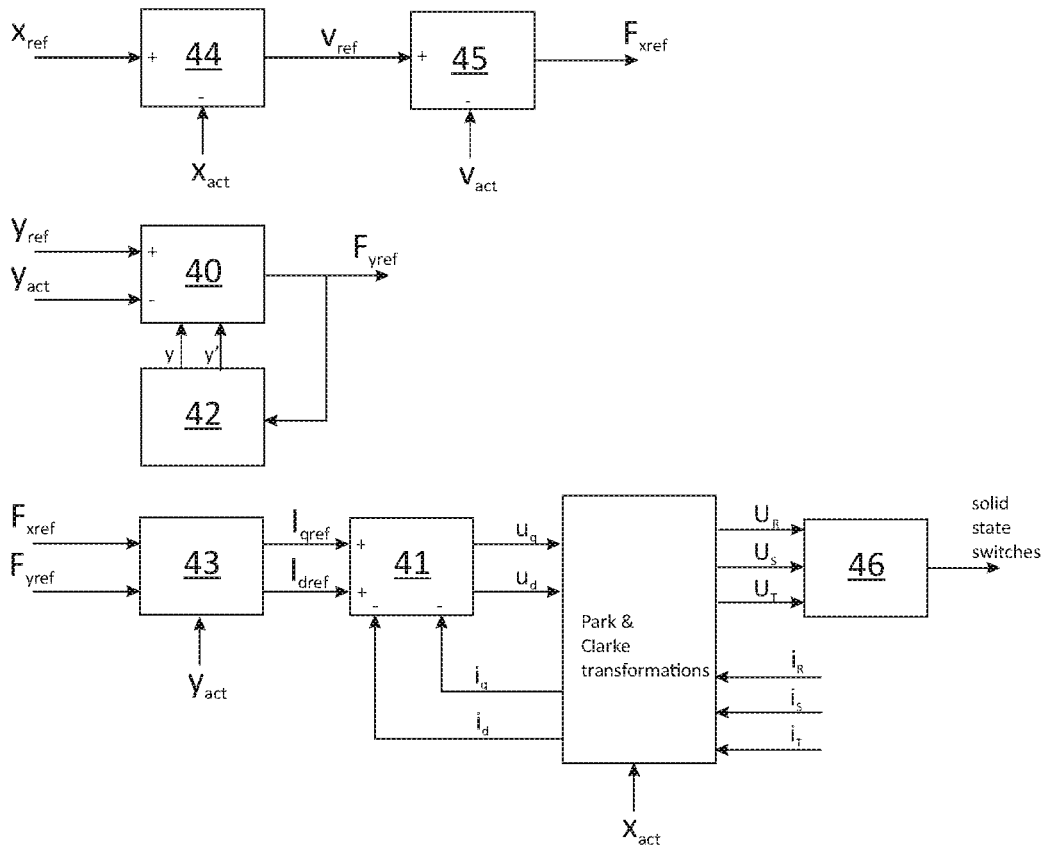 x_ref
+
44
-
x_act
v_ref
+
45
-
v_act
F_xref
y_ref
+
y_act
-
40
F_yref
y
y'
42
F_xref
F_yref
43
y_act
I_qref
I_dref
+
+
41
-
-
u_q
u_d
i_q
i_d
Park &
Clarke
transformations
x_act
U_R
U_S
U_T
i_R
i_S
i_T
46
solid
state
switches